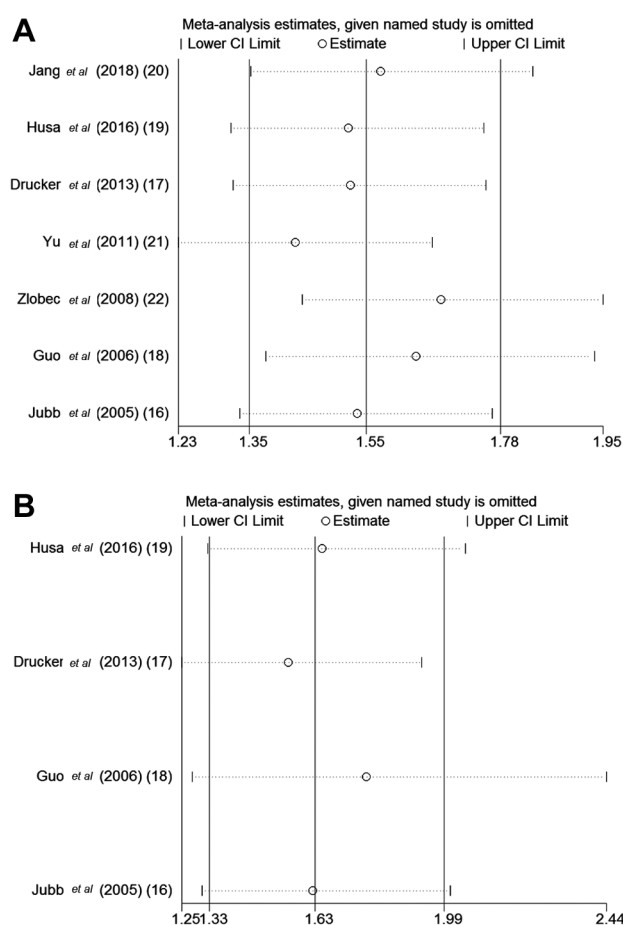 A
Meta-analysis estimates, given named study is omitted
| Lower CI Limit ○ Estimate | Upper CI Limit
Jang et al (2018) (20)
Husa et al (2016) (19)
Drucker et al (2013) (17)
Yu et al (2011) (21)
Zlobec et al (2008) (22)
Guo et al (2006) (18)
Jubb et al (2005) (16)
1.23 1.35 1.55 1.78 1.95
B
Meta-analysis estimates, given named study is omitted
| Lower CI Limit ○ Estimate | Upper CI Limit
Husa et al (2016) (19)
Drucker et al (2013) (17)
Guo et al (2006) (18)
Jubb et al (2005) (16)
1.25 1.33 1.63 1.99 2.44